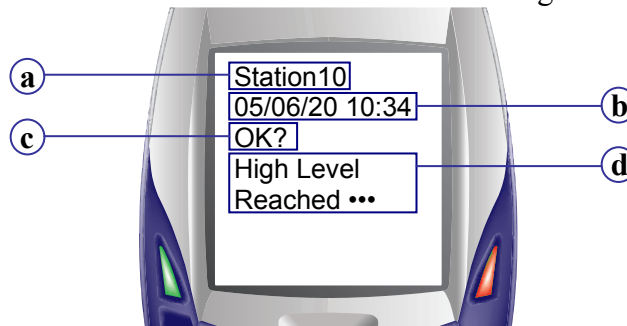 a
Station10
05/06/20 10:34
b
c
OK?
High Level
d
Reached •••